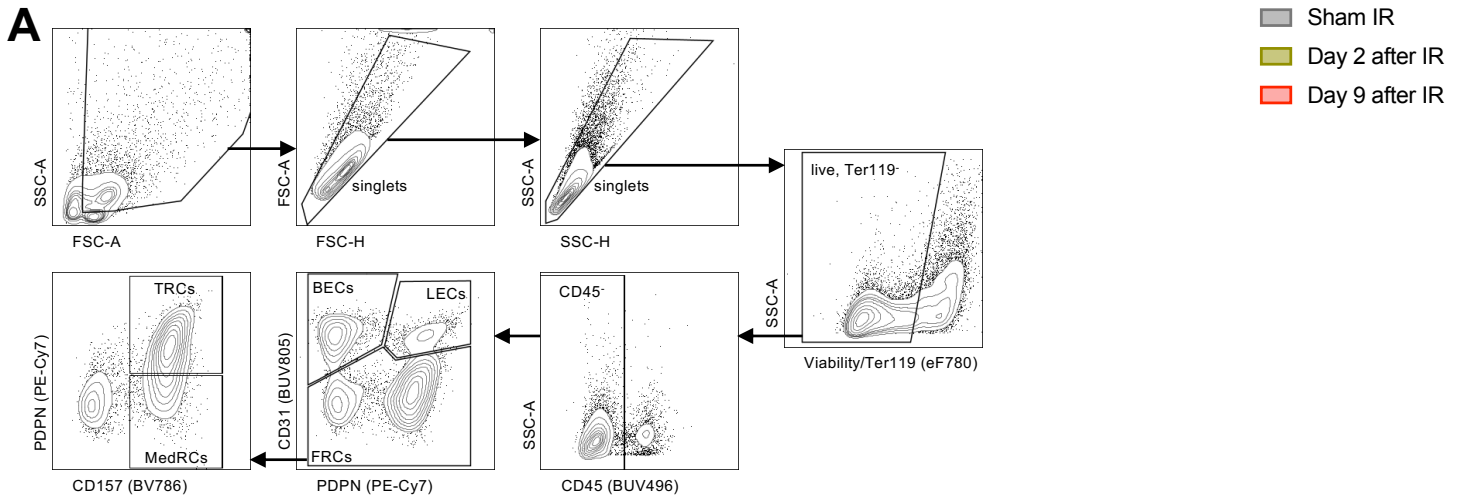 A
Sham IR
Day 2 after IR
Day 9 after IR
SSC-A
FSC-A
FSC-A
singlets
FSC-H
SSC-A
singlets
SSC-H
live, Ter119-
SSC-A
Viability/Ter119 (eF780)
TRCs
MedRCs
PDPN (PE-Cy7)
CD157 (BV786)
BECs
LECs
FRCs
CD31 (BUV805)
PDPN (PE-Cy7)
CD45-
SSC-A
CD45 (BUV496)